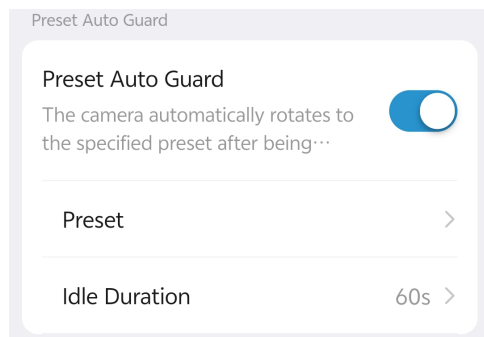 Preset Auto Guard
Preset Auto Guard
The camera automatically rotates to
the specified preset after being···
Preset
Idle Duration 60s